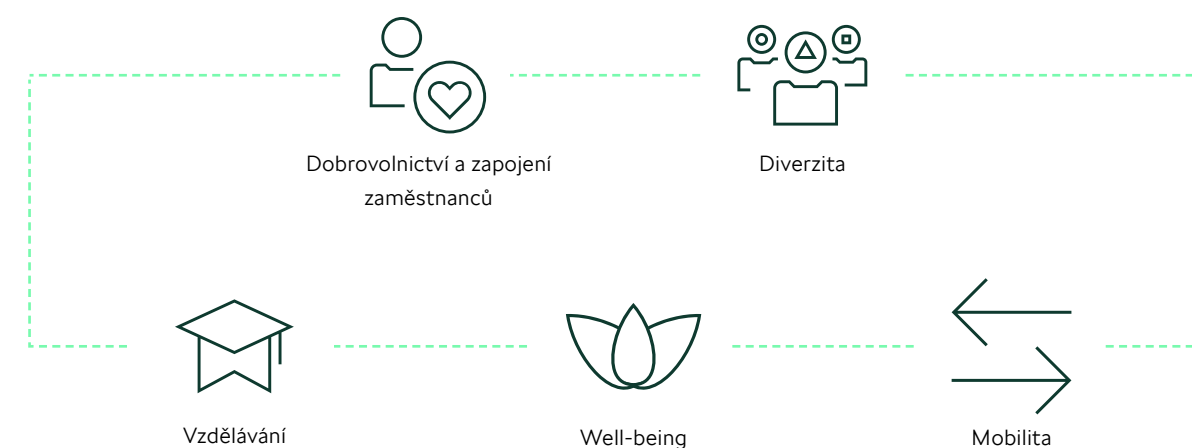 Dobrovolnictví a zapojení
zaměstnanců
Diverzita
Vzdělávání
Well-being
Mobilita